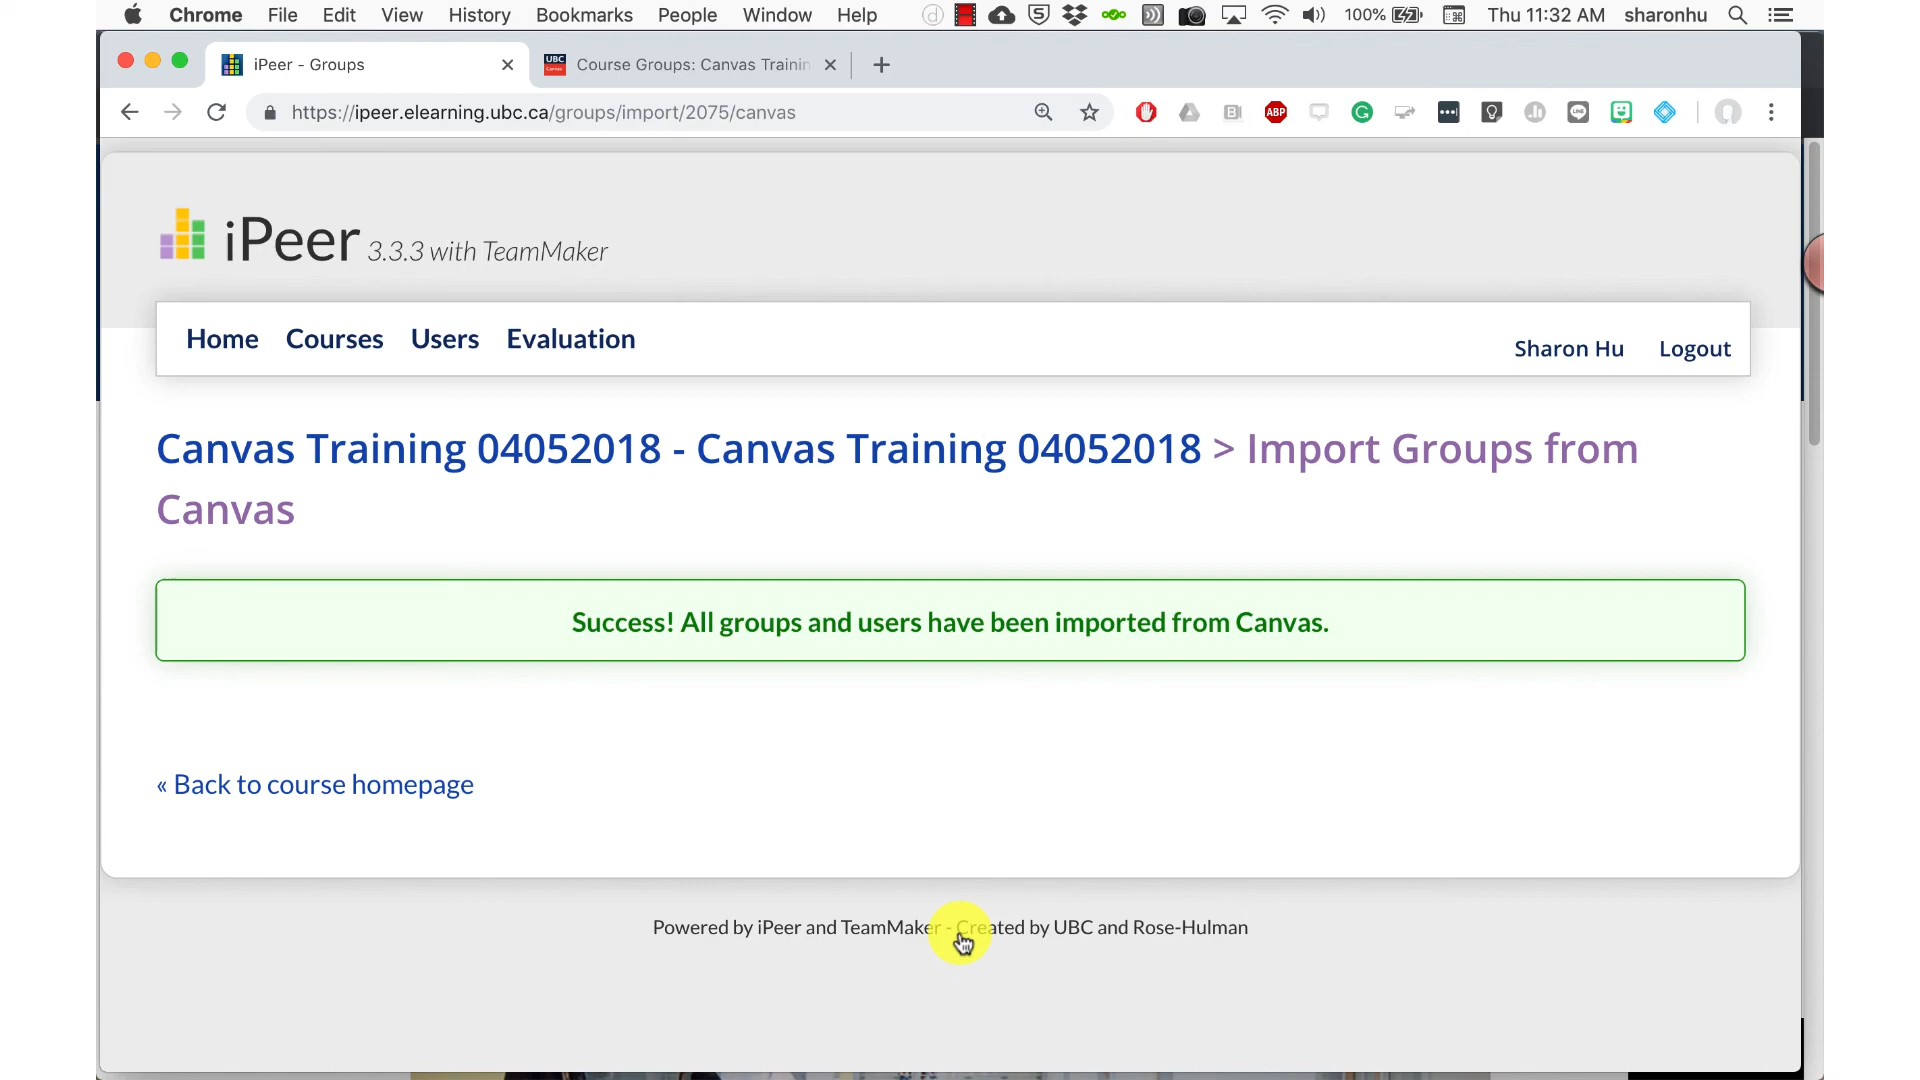 Chrome File Edit View History Bookmarks People Window Help 100% Thu 11:32 AM sharonhu
iPeer - Groups
UBC Canvas
Course Groups: Canvas Trainin
https://ipeer.elearning.ubc.ca/groups/import/2075/canvas
ABP
iPeer 3.3.3 with TeamMaker
Home Courses Users Evaluation
Sharon Hu Logout
Canvas Training 04052018 - Canvas Training 04052018 > Import Groups from
Canvas
Success! All groups and users have been imported from Canvas.
« Back to course homepage
Powered by iPeer and TeamMaker - Created by UBC and Rose-Hulman